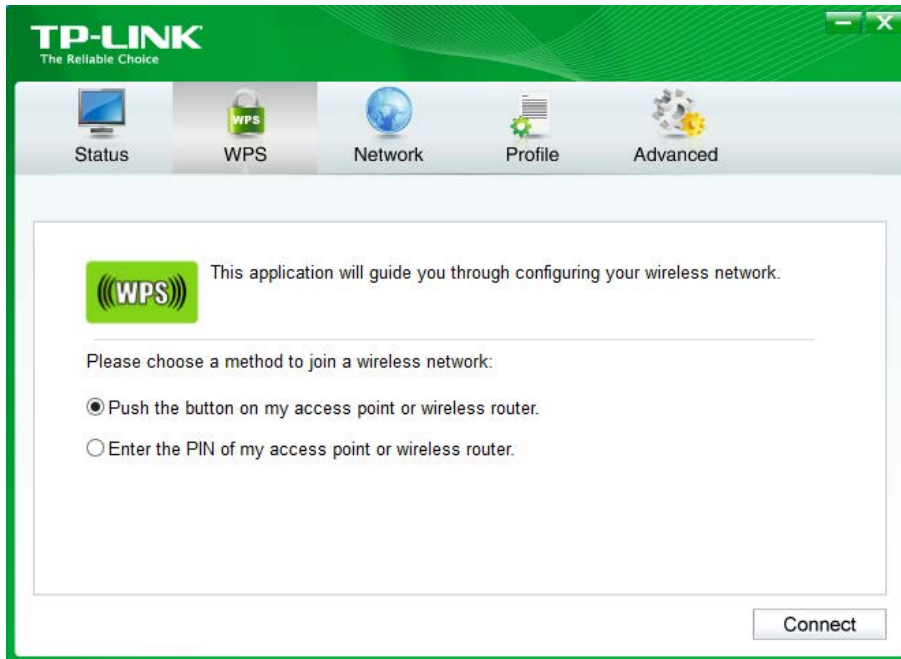 TP-LINK
The Reliable Choice
Status
WPS
WPS
Network
Profile
Advanced
WPS
This application will guide you through configuring your wireless network.
Please choose a method to join a wireless network:
Push the button on my access point or wireless router.
Enter the PIN of my access point or wireless router.
Connect